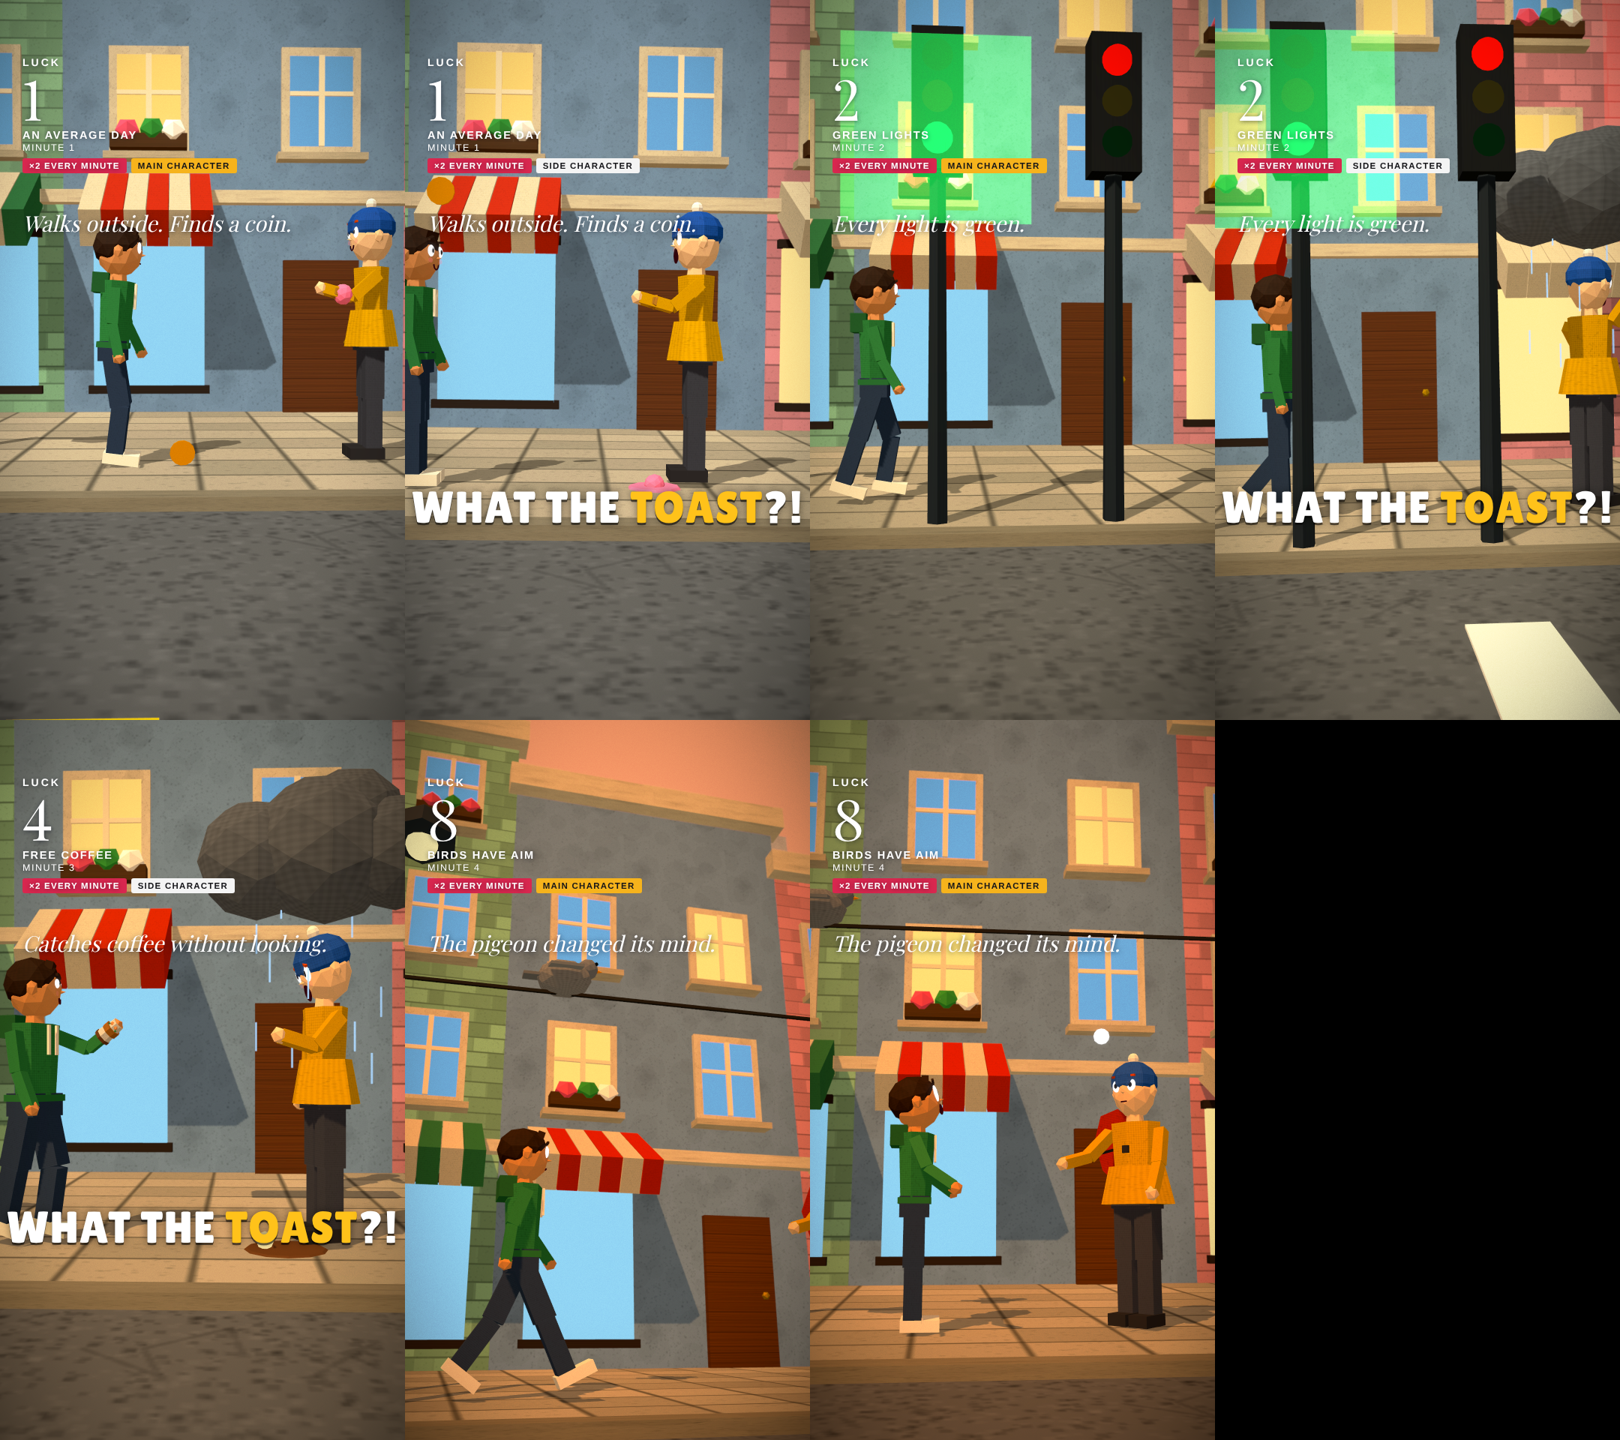 LUCK
1
AN AVERAGE DAY
MINUTE 1
×2 EVERY MINUTE MAIN CHARACTER
Walks outside. Finds a coin.
LUCK
1
AN AVERAGE DAY
MINUTE 1
×2 EVERY MINUTE SIDE CHARACTER
Walks outside. Finds a coin.
WHAT THE TOAST?!
LUCK
2
GREEN LIGHTS
MINUTE 2
×2 EVERY MINUTE MAIN CHARACTER
Every light is green.
LUCK
2
GREEN LIGHTS
MINUTE 2
×2 EVERY MINUTE SIDE CHARACTER
Every light is green.
WHAT THE TOAST?!
LUCK
4
FREE COFFEE
MINUTE 3
×2 EVERY MINUTE SIDE CHARACTER
Catches coffee without looking.
WHAT THE TOAST?!
LUCK
8
BIRDS HAVE AIM
MINUTE 4
×2 EVERY MINUTE MAIN CHARACTER
The pigeon changed its mind.
LUCK
8
BIRDS HAVE AIM
MINUTE 4
×2 EVERY MINUTE MAIN CHARACTER
The pigeon changed its mind.